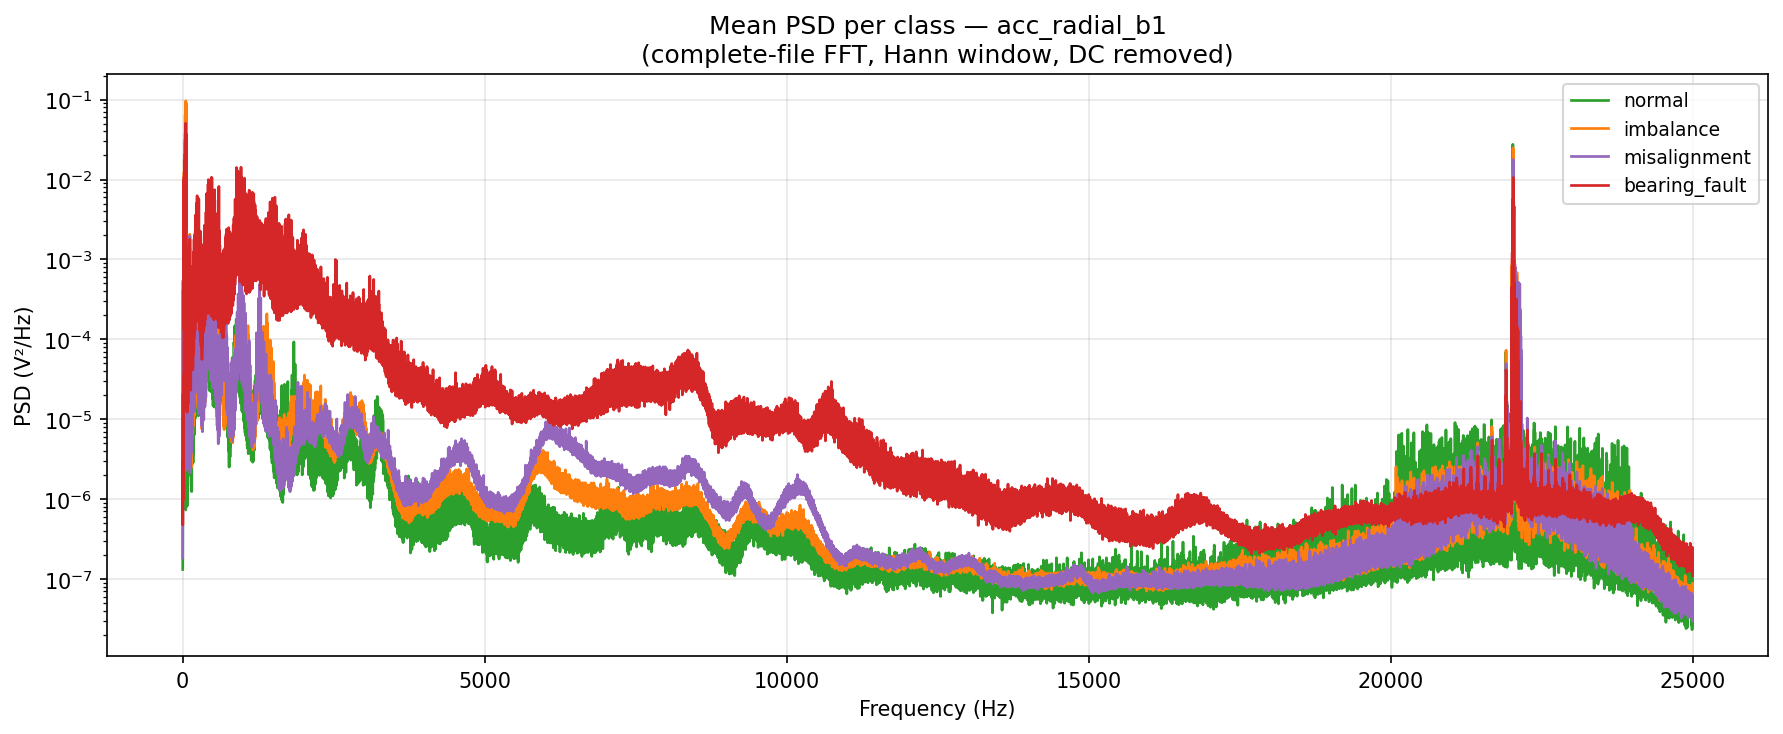 Mean PSD per class — acc_radial_b1
(complete-file FFT, Hann window, DC removed)
PSD (V²/Hz)
10⁻¹
10⁻²
10⁻³
10⁻⁴
10⁻⁵
10⁻⁶
10⁻⁷
normal
imbalance
misalignment
bearing_fault
0
5000
10000
15000
20000
25000
Frequency (Hz)